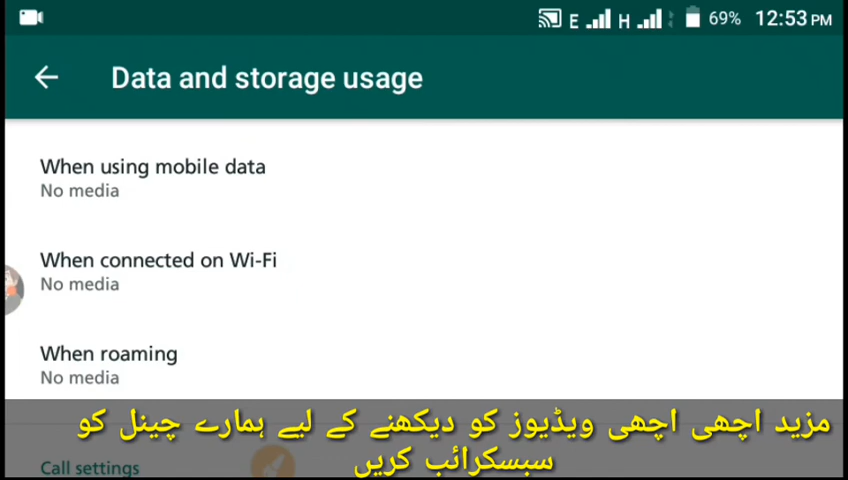 E H 69% 12:53 PM
Data and storage usage
When using mobile data
No media
When connected on Wi-Fi
No media
When roaming
No media
مزید اچھی اچھی ویڈیوز کو دیکھنے کے لیے ہمارے چینل کو
سبسکرائب کریں
Call settings